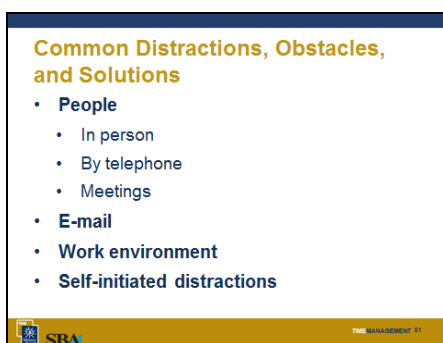 Common Distractions, Obstacles,
and Solutions
• People
• In person
• By telephone
• Meetings
• E-mail
• Work environment
• Self-initiated distractions
SBA
TIME MANAGEMENT 31